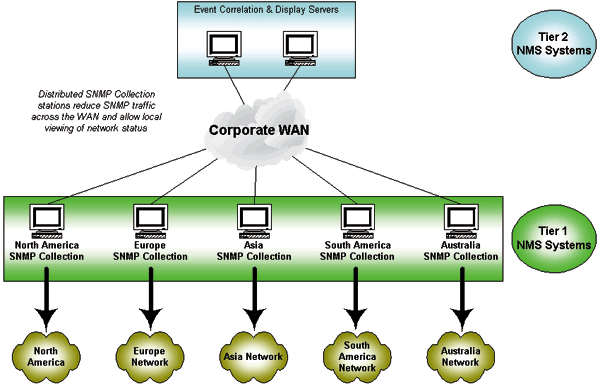 Event Correlation & Display Servers
Tier 2
NMS Systems
Distributed SNMP Collection
stations reduce SNMP traffic
across the WAN and allow local
viewing of network status
Corporate WAN
North America
SNMP Collection
Europe
SNMP Collection
Asia
SNMP Collection
South America
SNMP Collection
Australia
SNMP Collection
Tier 1
NMS Systems
North
America
Europe
Network
Asia Network
South
America
Network
Australia
Network